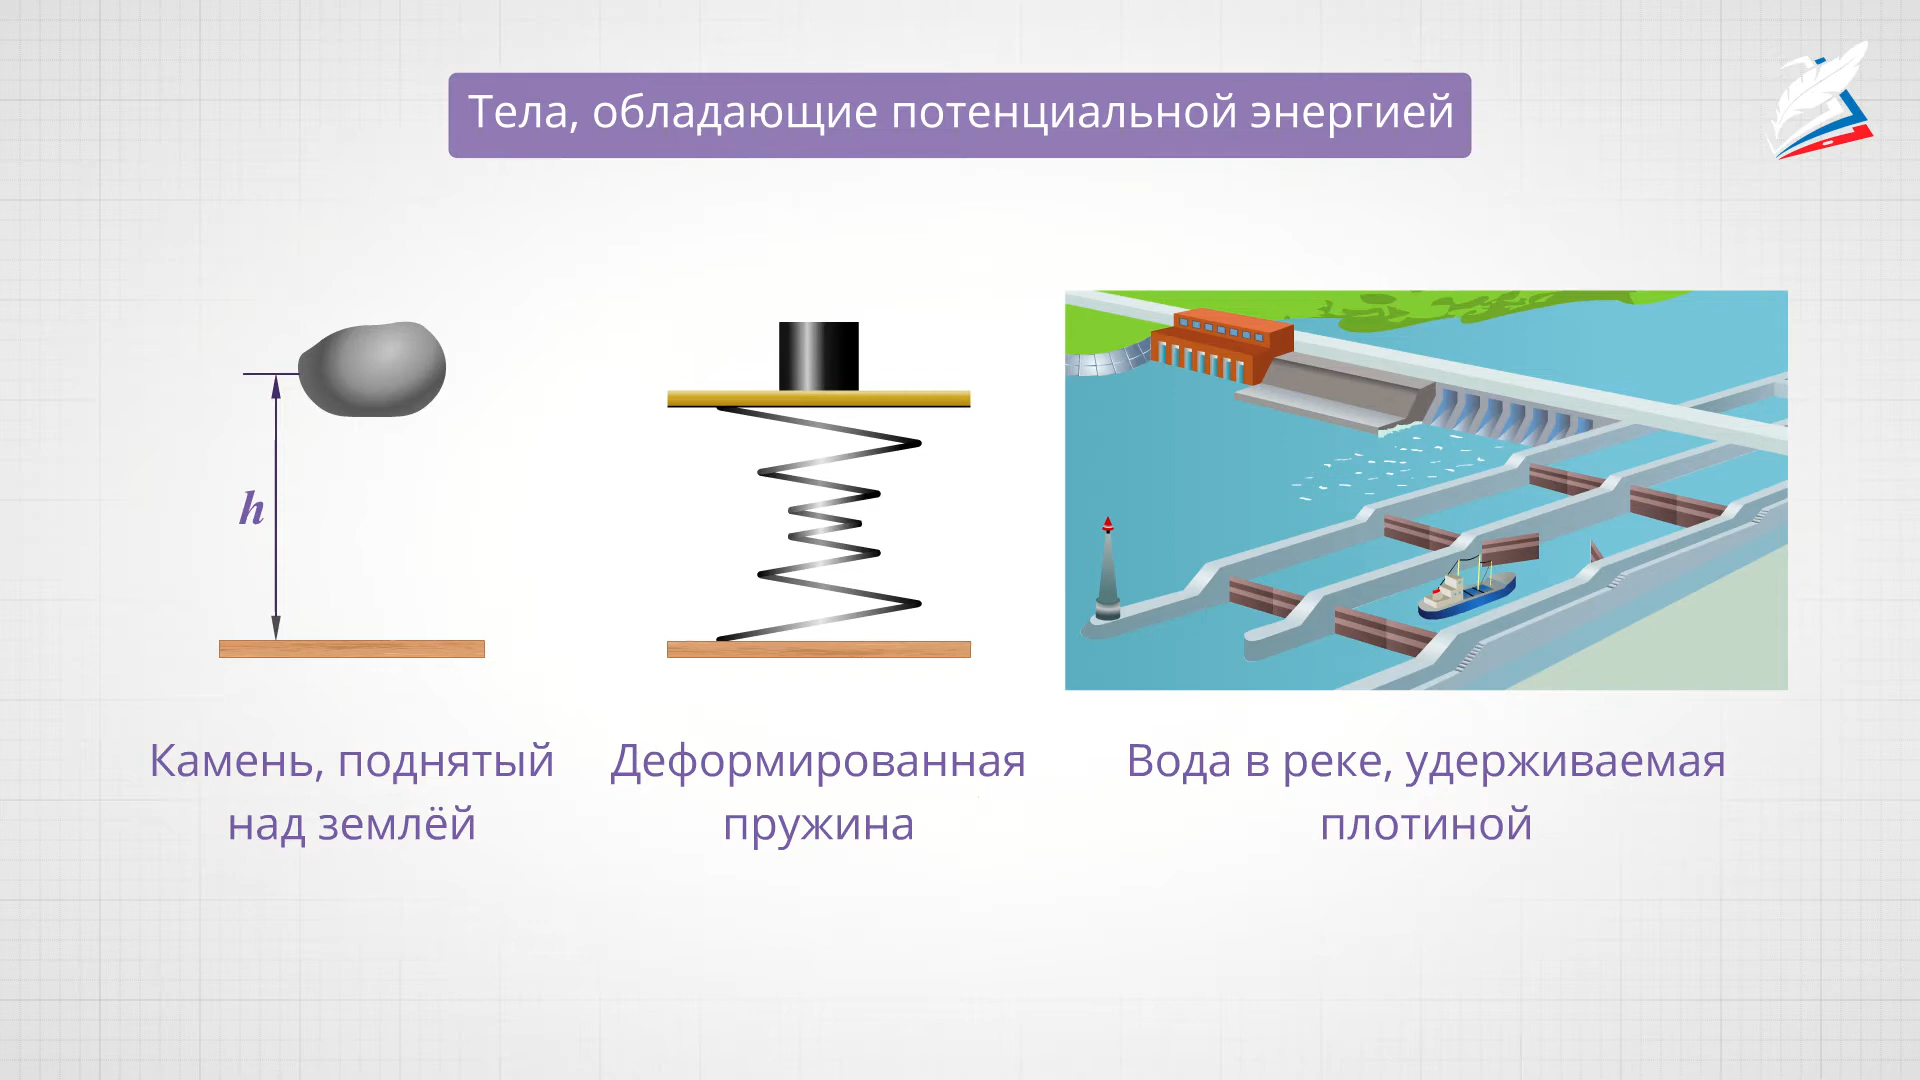 Тела, обладающие потенциальной энергией
h
Камень, поднятый
над землёй
Деформированная
пружина
Вода в реке, удерживаемая
плотиной